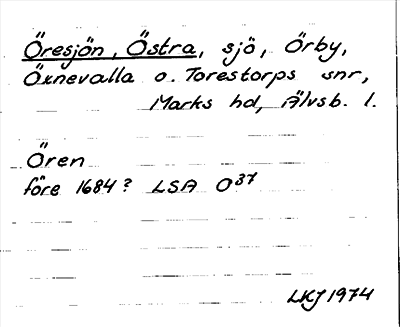 Öresjön, Östra, sjö, Örby,
Öxnevalla o. Torestorps snr,
Marks hd, Älvsb. l.
Ören
före 1684? LSA O37
LKJ 1974